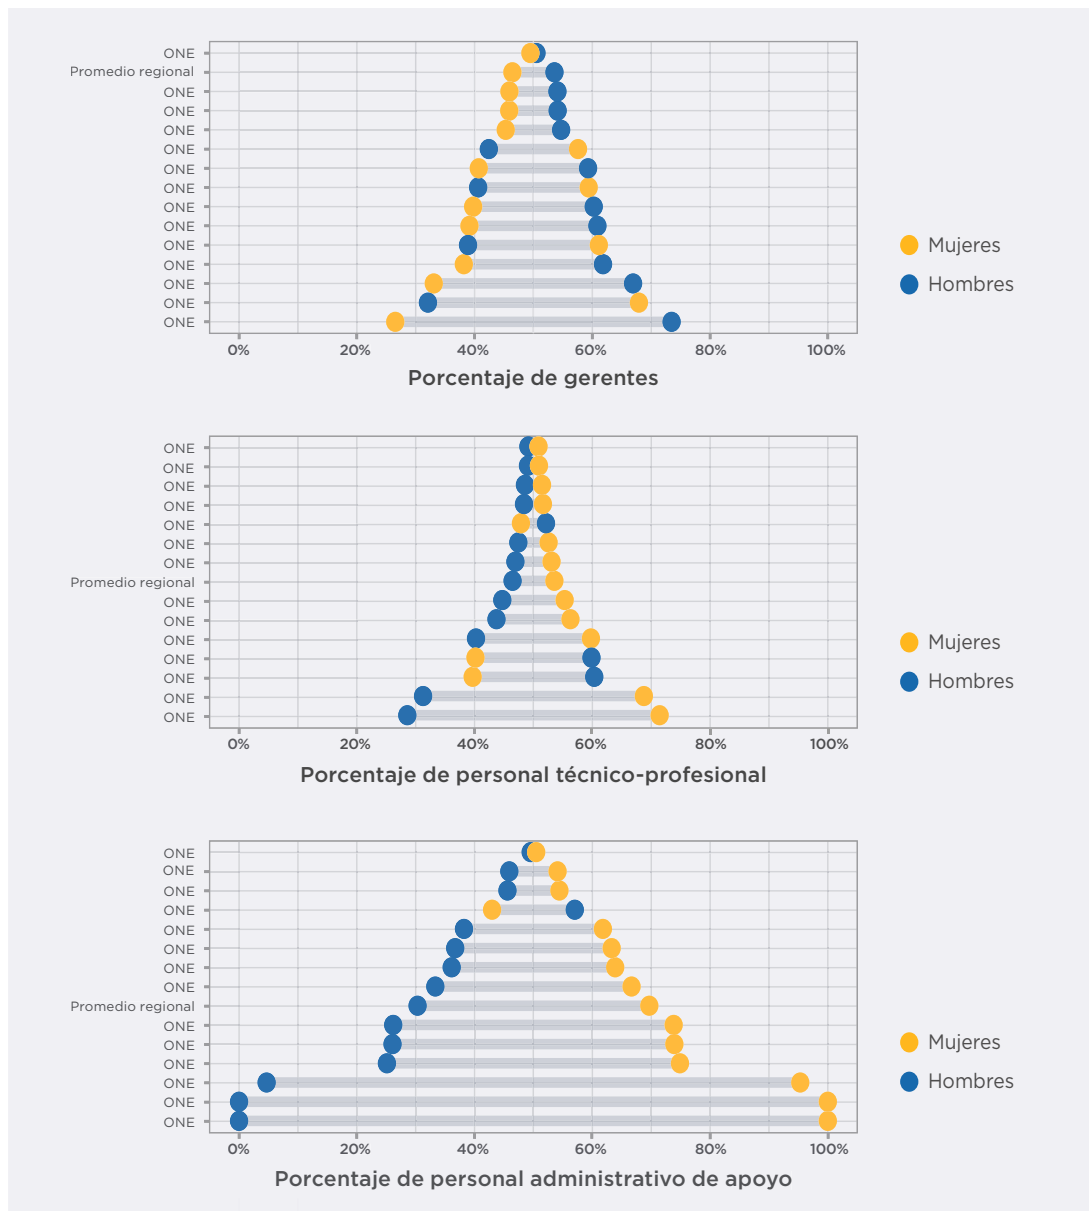 ONE
Promedio regional
ONE
ONE
ONE
ONE
ONE
ONE
ONE
ONE
ONE
ONE
ONE
ONE
ONE
Mujeres
Hombres
0% 20% 40% 60% 80% 100%
Porcentaje de gerentes
ONE
ONE
ONE
ONE
ONE
ONE
ONE
Promedio regional
ONE
ONE
ONE
ONE
ONE
ONE
ONE
Mujeres
Hombres
0% 20% 40% 60% 80% 100%
Porcentaje de personal técnico-profesional
ONE
ONE
ONE
ONE
ONE
ONE
ONE
ONE
Promedio regional
ONE
ONE
ONE
ONE
ONE
ONE
Mujeres
Hombres
0% 20% 40% 60% 80% 100%
Porcentaje de personal administrativo de apoyo